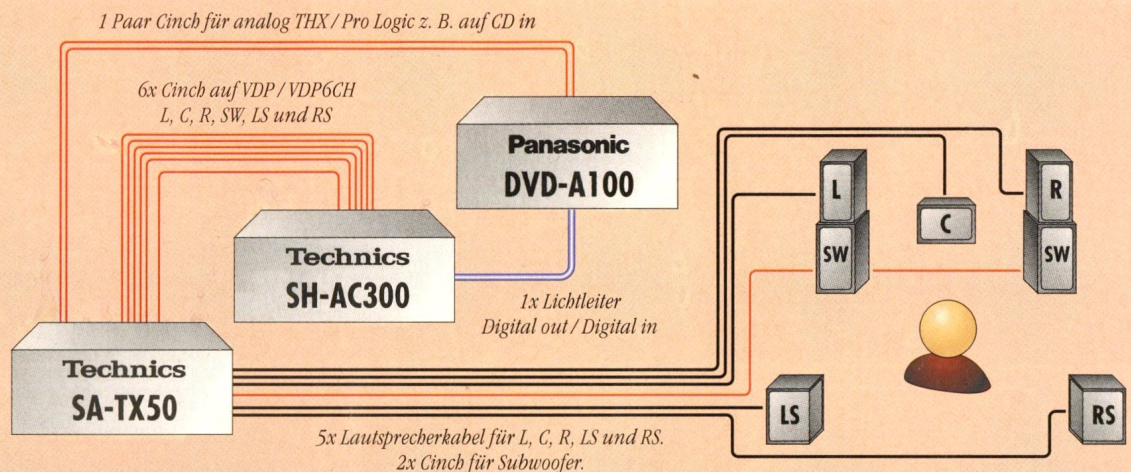 1 Paar Cinch für analog THX / Pro Logic z. B. auf CD in
6x Cinch auf VDP / VDP6CH
L, C, R, SW, LS und RS
Panasonic
DVD-A100
Technics
SH-AC300
1x Lichtleiter
Digital out / Digital in
Technics
SA-TX50
L
C
R
SW
SW
LS
RS
5x Lautsprecherkabel für L, C, R, LS und RS.
2x Cinch für Subwoofer.